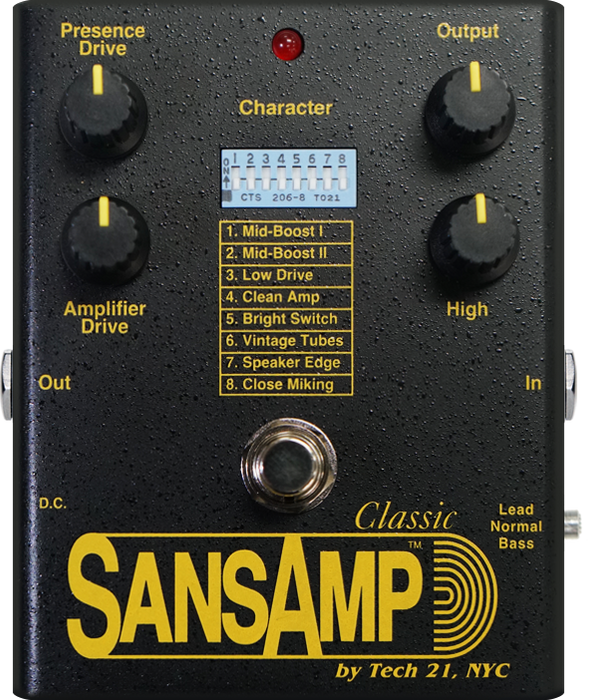 Presence
Drive
Output
Character
1 2 3 4 5 6 7 8
ON
CTS 206-8 T021
1. Mid-Boost I
2. Mid-Boost II
3. Low Drive
4. Clean Amp
5. Bright Switch
6. Vintage Tubes
7. Speaker Edge
8. Close Miking
Amplifier
Drive
High
Out
In
D.C.
Lead
Normal
Bass
Classic
SANSAMP™
by Tech 21, NYC